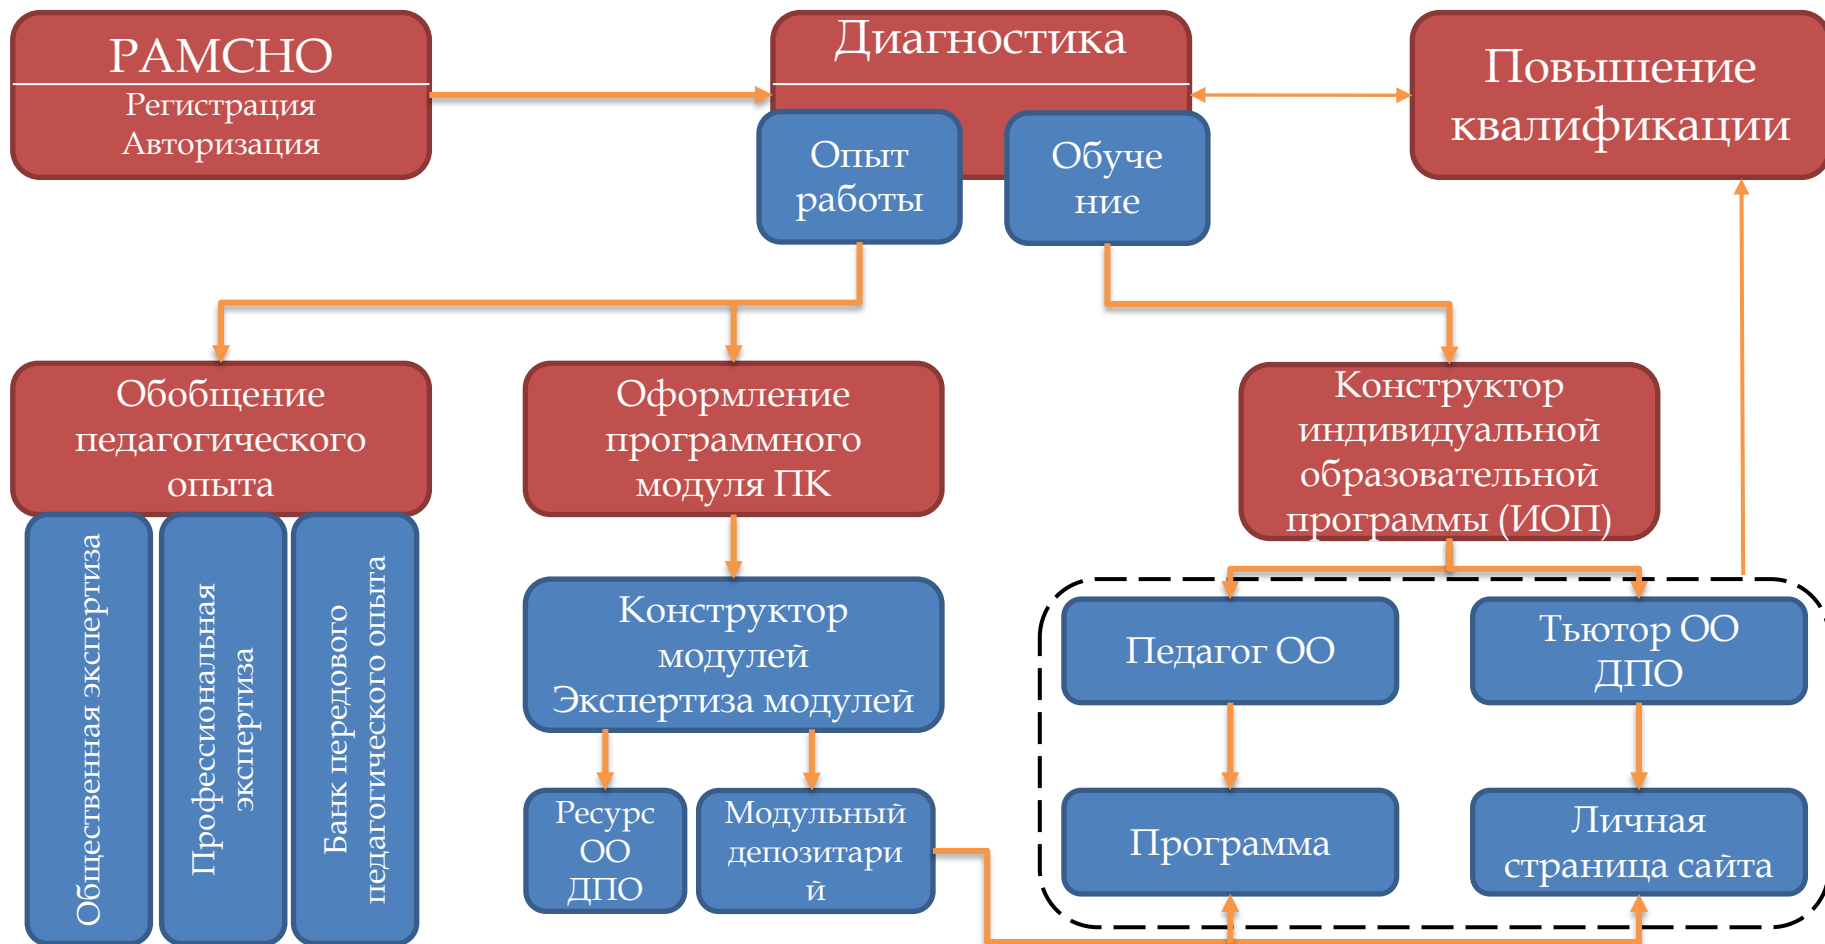 РАМСНО
Регистрация
Авторизация
Диагностика
Опыт
работы
Обуче
ние
Повышение
квалификации
Обобщение
педагогического
опыта
Общественная экспертиза
Профессиональная
экспертиза
Банк передового
педагогического опыта
Оформление
программного
модуля ПК
Конструктор
модулей
Экспертиза модулей
Ресурс
ОО
ДПО
Модульный
депозитари
й
Конструктор
индивидуальной
образовательной
программы (ИОП)
Педагог ОО
Тьютор ОО
ДПО
Программа
Личная
страница сайта